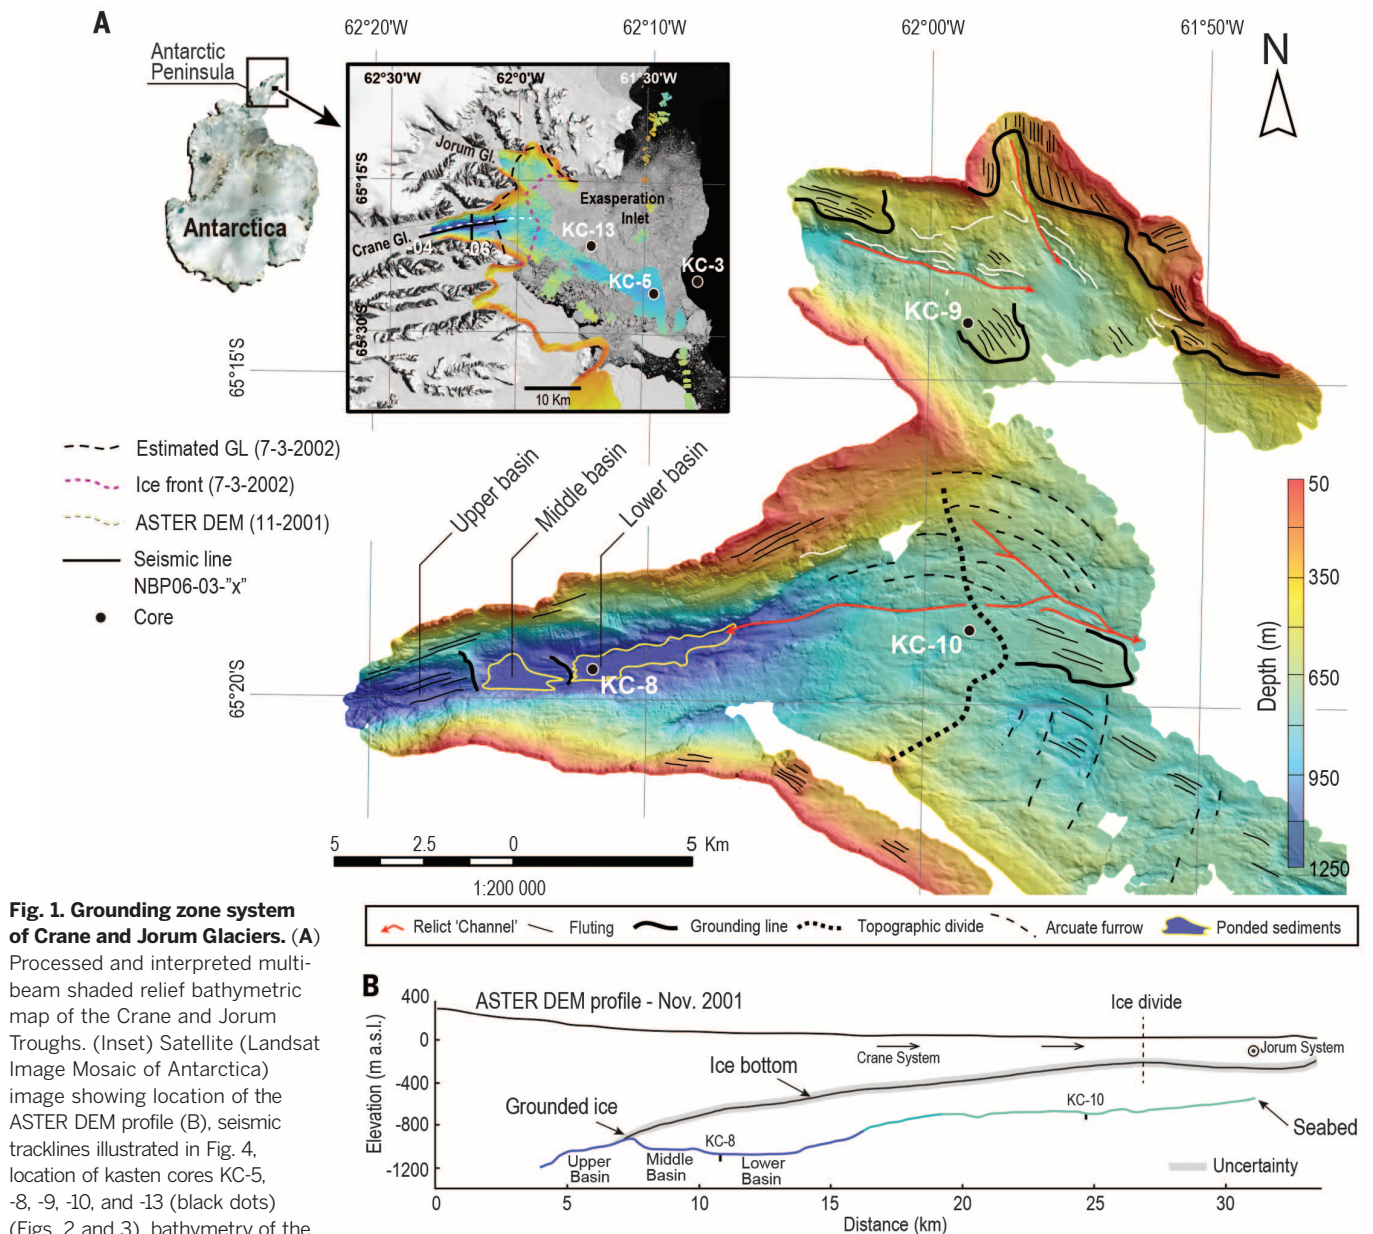 A
62°20'W
62°10'W
62°00'W
61°50'W
N
Antarctic
Peninsula
Antarctica
62°30'W
62°0'W
61°30'W
65°15'S
65°30'S
Jorum Gl.
Exasperation
Inlet
Crane Gl.
-04
-06
KC-13
KC-3
KC-5
10 Km
65°15'S
KC-9
Estimated GL (7-3-2002)
Ice front (7-3-2002)
ASTER DEM (11-2001)
Seismic line
NBP06-03-"x"
Core
Upper basin
Middle basin
Lower basin
KC-10
KC-8
65°20'S
Depth (m)
50
350
650
950
1250
5
2.5
0
5 Km
1:200 000
Relict 'Channel'
Fluting
Grounding line
Topographic divide
Arcuate furrow
Ponded sediments
Fig. 1. Grounding zone system
of Crane and Jorum Glaciers. (A)
Processed and interpreted multi-
beam shaded relief bathymetric
map of the Crane and Jorum
Troughs. (Inset) Satellite (Landsat
Image Mosaic of Antarctica)
image showing location of the
ASTER DEM profile (B), seismic
tracklines illustrated in Fig. 4,
location of kasten cores KC-5,
-8, -9, -10, and -13 (black dots)
(Figs. 2 and 3), bathymetry of the
B
ASTER DEM profile - Nov. 2001
Ice divide
Elevation (m a.s.l.)
400
0
-400
-800
-1200
Crane System
Jorum System
Ice bottom
Grounded ice
KC-10
KC-8
Seabed
Upper
Basin
Middle
Basin
Lower
Basin
Uncertainty
0
5
10
15
20
25
30
Distance (km)